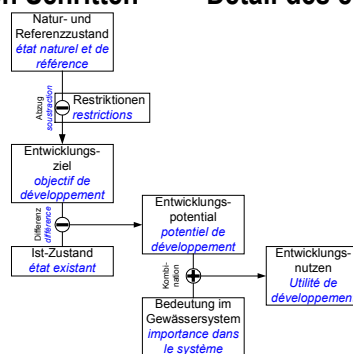 Natur- und
Referenzzustand
état naturel et de
référence
Abzug
soustraction
Restriktionen
restrictions
Entwicklungs-
ziel
objectif de
développement
Differenz
différence
Ist-Zustand
état existant
Entwicklungs-
potential
potentiel de
développement
Kombi-
nation
Bedeutung im
Gewässersystem
importance dans
le système
Entwicklungs-
nutzen
Utilité de
développement